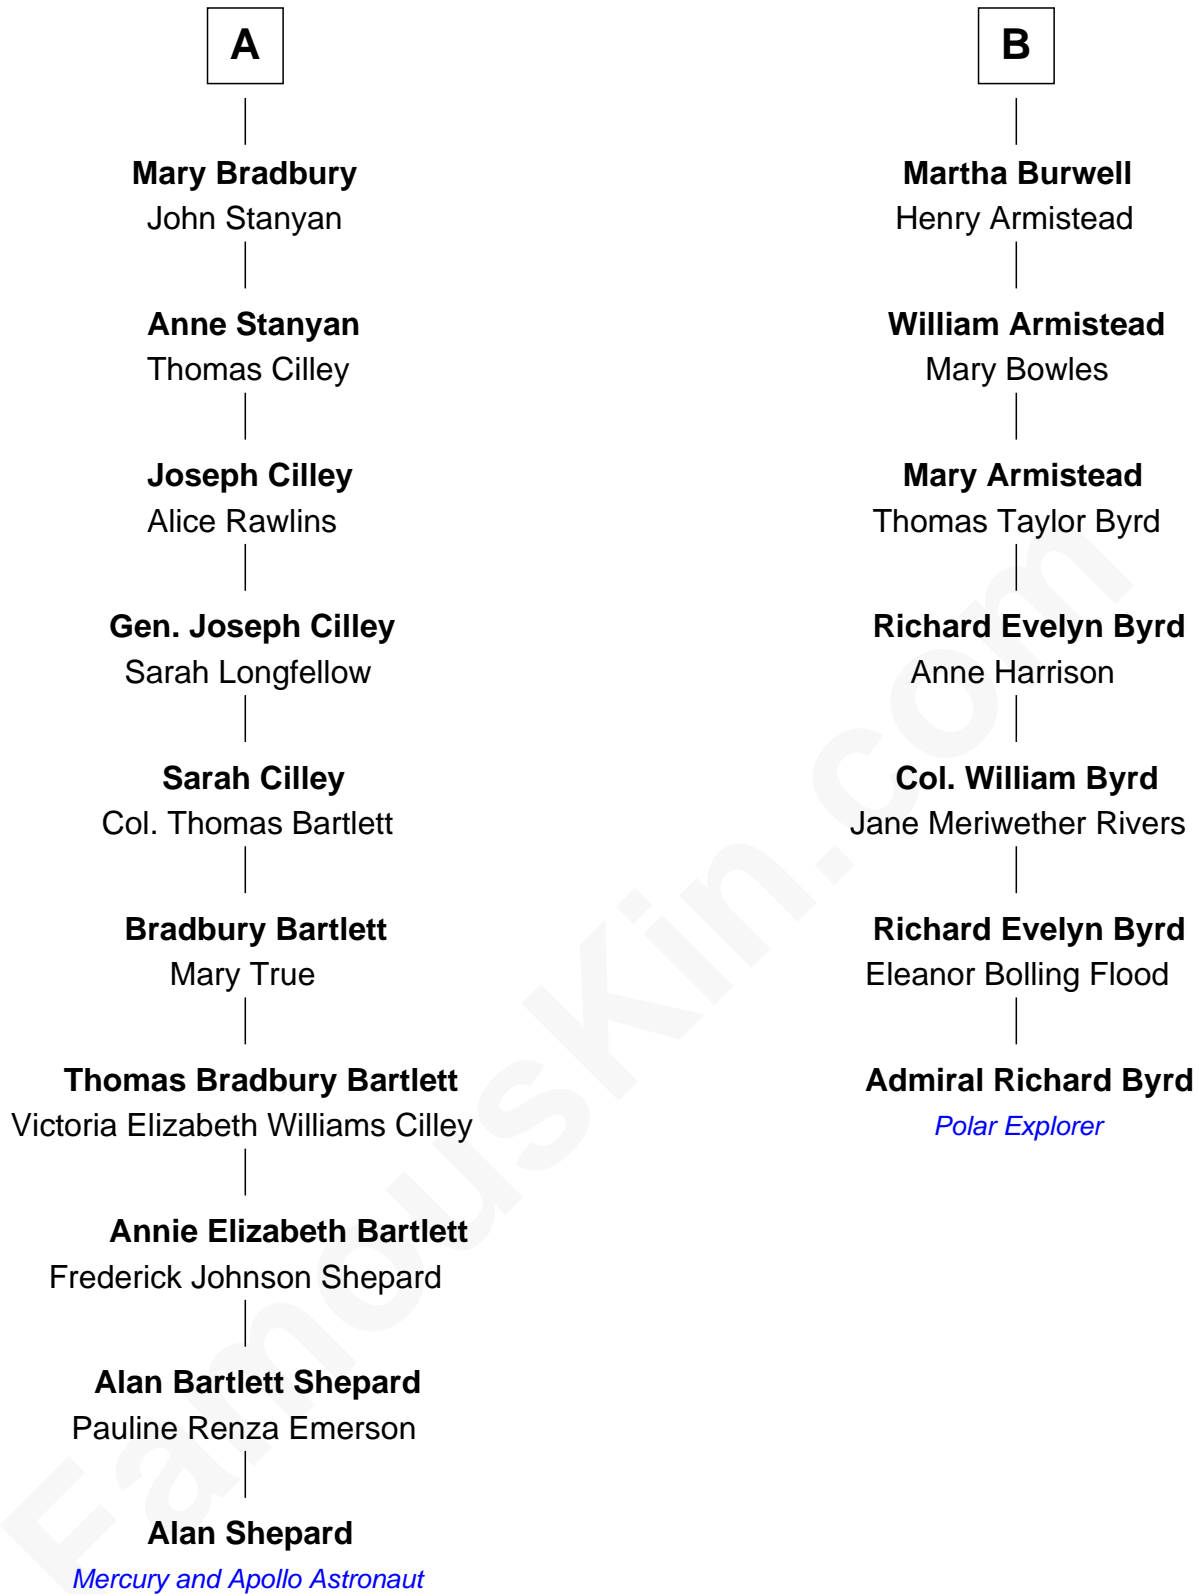 A
Mary Bradbury
John Stanyan
Anne Stanyan
Thomas Cilley
Joseph Cilley
Alice Rawlins
Gen. Joseph Cilley
Sarah Longfellow
Sarah Cilley
Col. Thomas Bartlett
Bradbury Bartlett
Mary True
Thomas Bradbury Bartlett
Victoria Elizabeth Williams Cilley
Annie Elizabeth Bartlett
Frederick Johnson Shepard
Alan Bartlett Shepard
Pauline Renza Emerson
Alan Shepard
Mercury and Apollo Astronaut
B
Martha Burwell
Henry Armistead
William Armistead
Mary Bowles
Mary Armistead
Thomas Taylor Byrd
Richard Evelyn Byrd
Anne Harrison
Col. William Byrd
Jane Meriwether Rivers
Richard Evelyn Byrd
Eleanor Bolling Flood
Admiral Richard Byrd
Polar Explorer
FamousKin.com